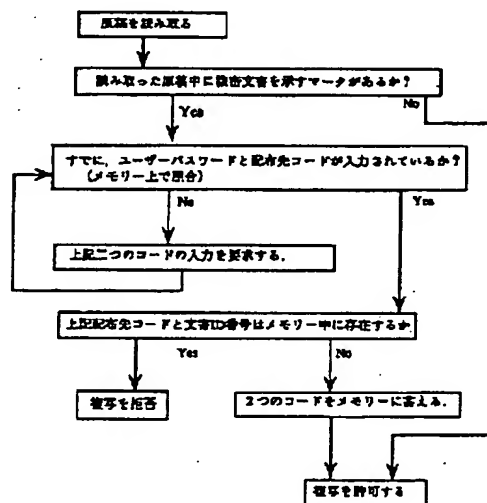 原稿を読み取る
読み取った原稿中に機密文書を示すマークがあるか?
Yes
No
すでに、ユーザーパスワードと配布先コードが入力されているか?
(メモリー上で照合)
No
Yes
上記二つのコードの入力を要求する。
上記配布先コードと文書ID番号はメモリー中に存在するか
Yes
No
複写を拒否
2つのコードをメモリーに蓄える。
複写を許可する